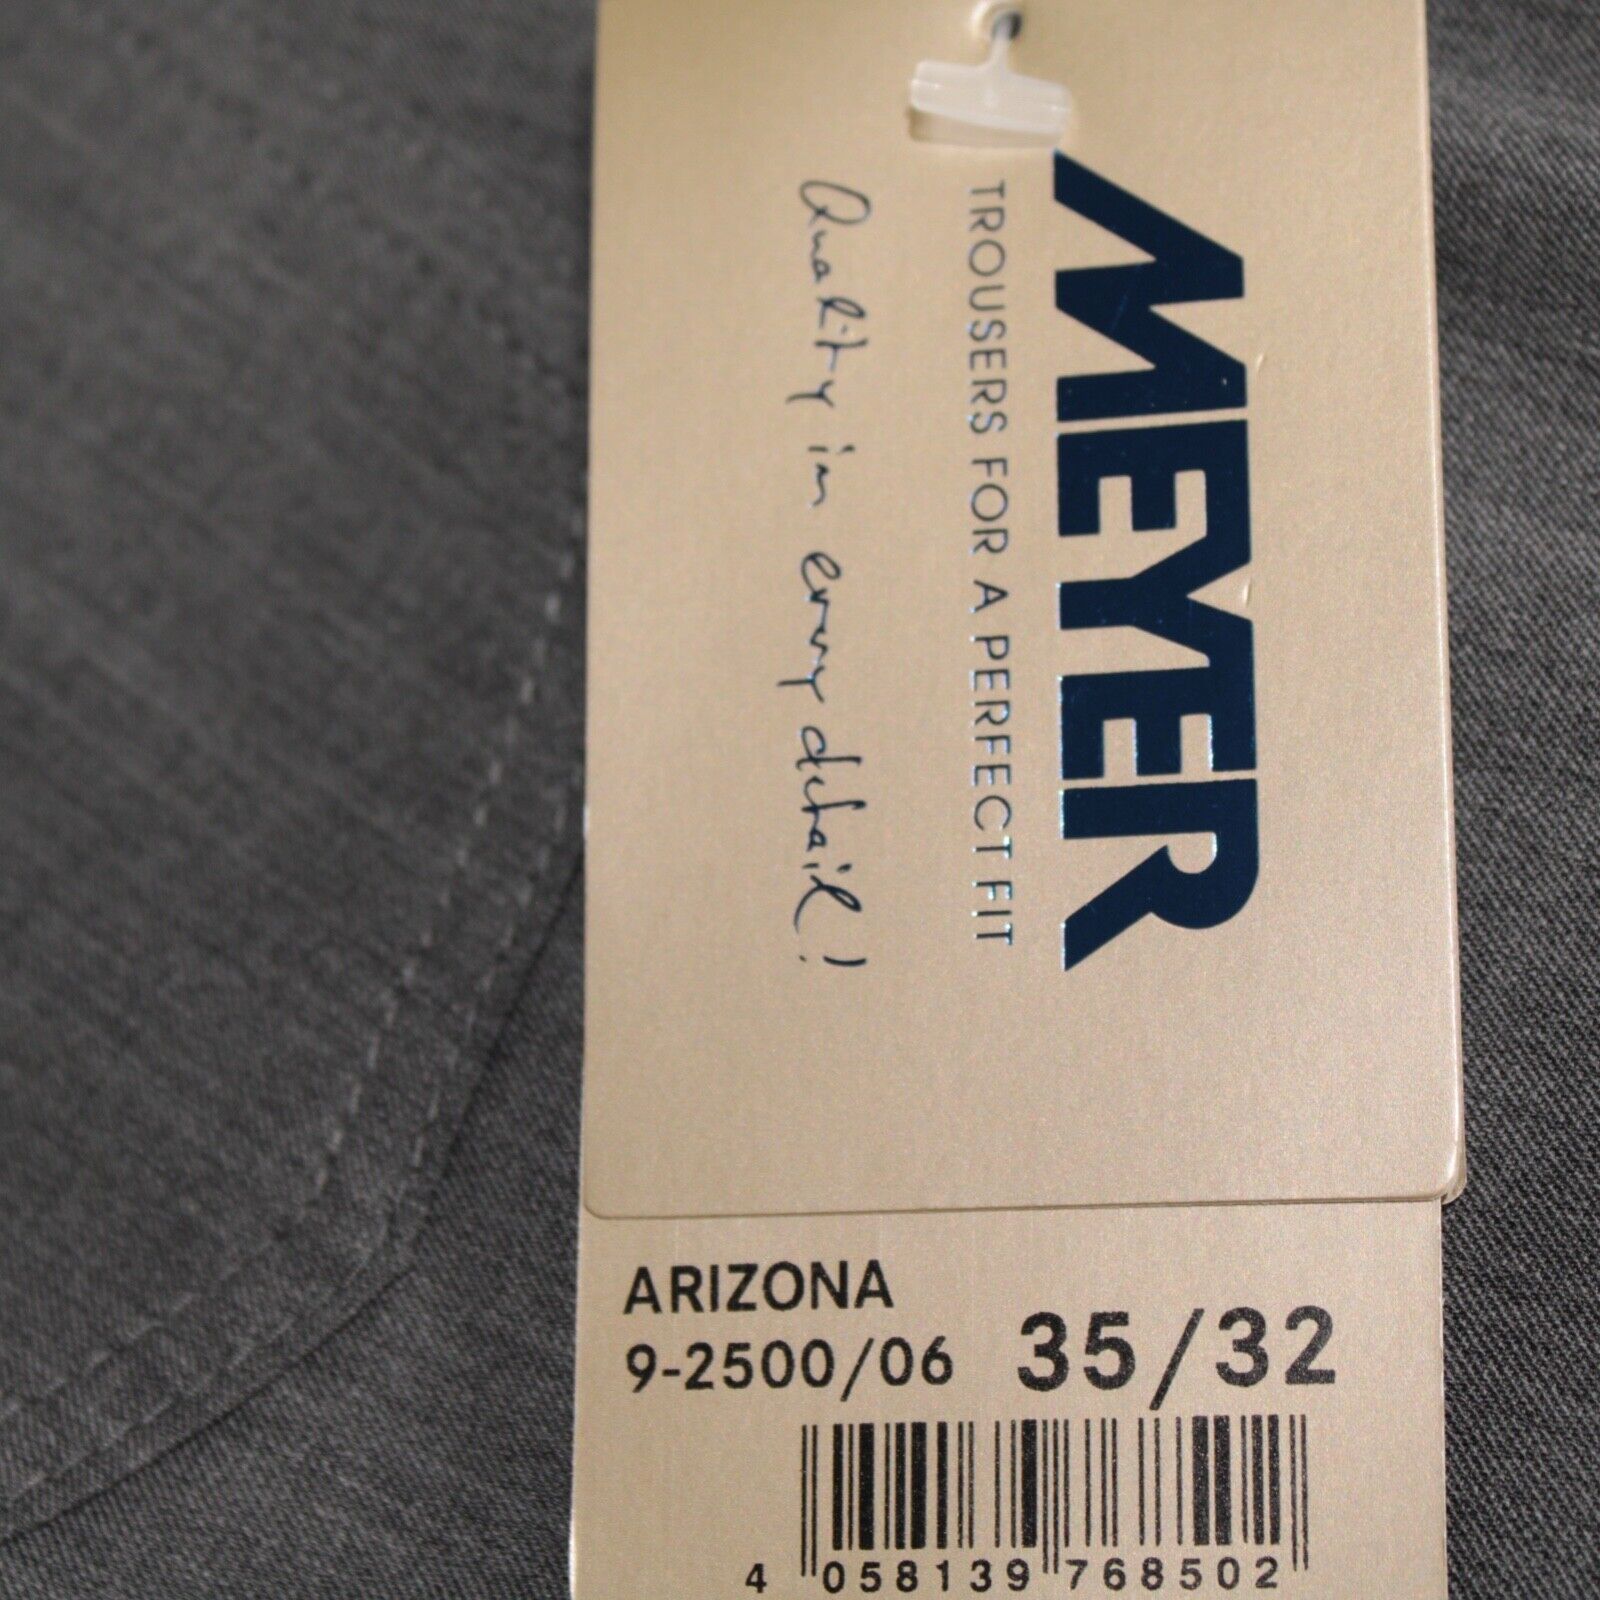 MEYER
TROUSERS FOR A PERFECT FIT
Quality in every detail!
ARIZONA
9-2500/06 35/32
4 058139 768502